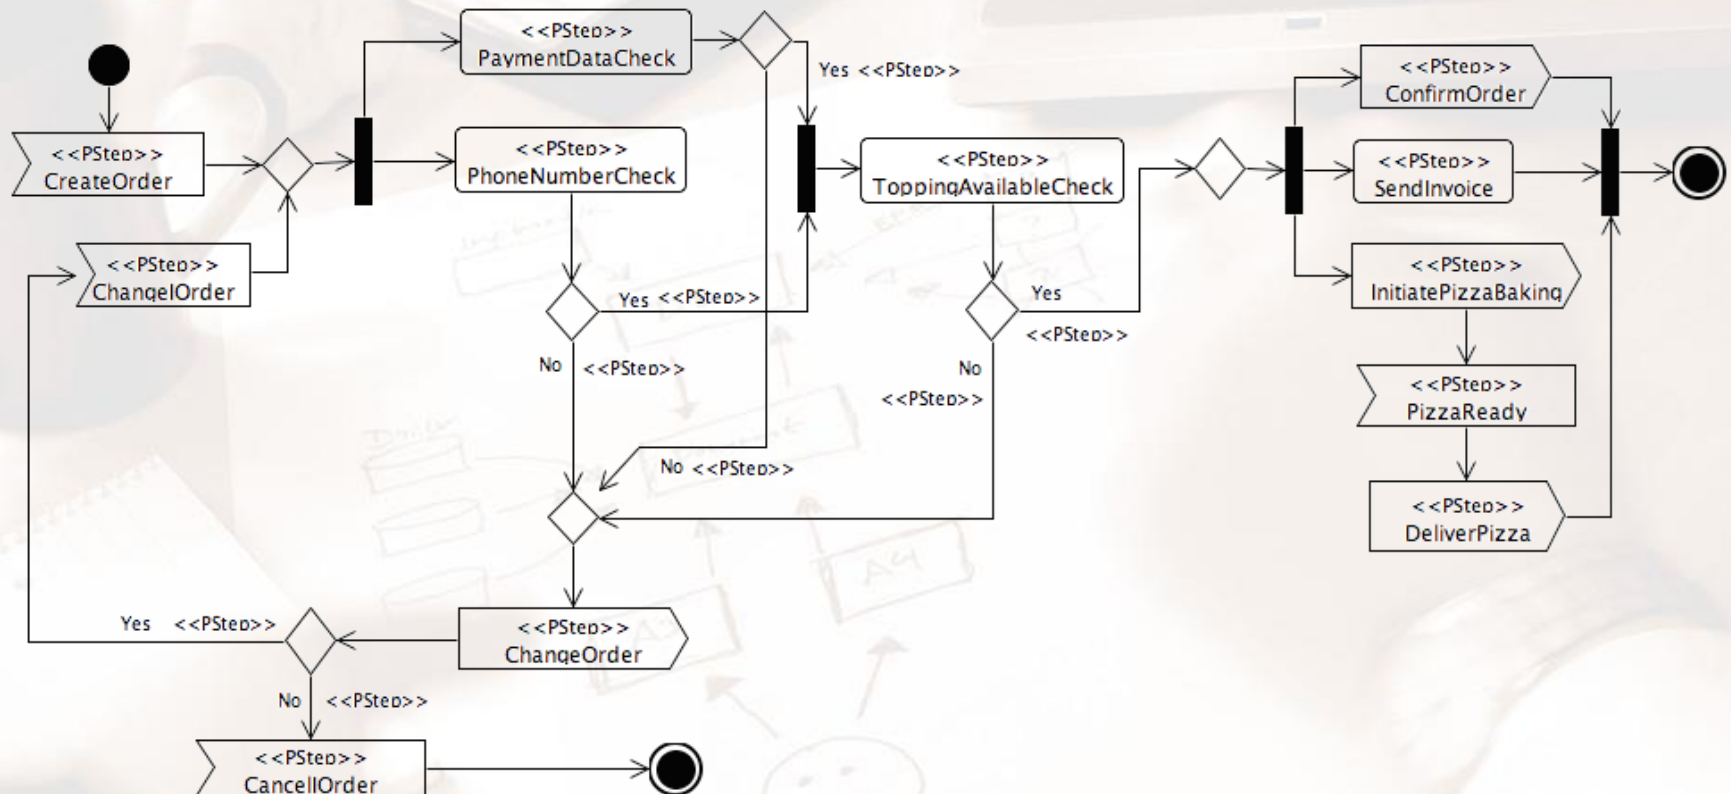 <<PStep>>
PaymentDataCheck
Yes <<PStep>>
<<PStep>>
ConfirmOrder
<<PStep>>
CreateOrder
<<PStep>>
PhoneNumberCheck
<<PStep>>
ToppingAvailableCheck
<<PStep>>
SendInvoice
<<PStep>>
ChangelOrder
Yes <<PStep>>
Yes
<<PStep>>
<<PStep>>
InitiatePizzaBaking
No <<PStep>>
No
<<PStep>>
<<PStep>>
PizzaReady
No <<PStep>>
<<PStep>>
DeliverPizza
Yes <<PStep>>
<<PStep>>
ChangeOrder
No <<PStep>>
<<PStep>>
CancellOrder